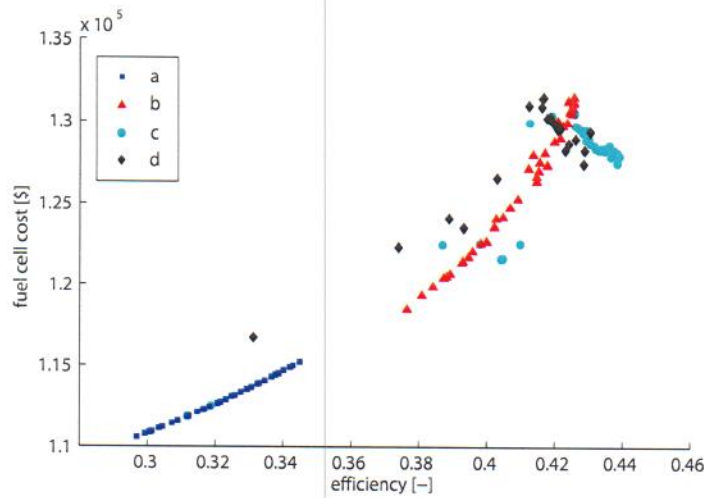 x 10⁵
1.35
1.3
1.25
1.2
1.15
1.1
fuel cell cost [$]
a
b
c
d
0.3
0.32
0.34
0.36
0.38
0.4
0.42
0.44
0.46
efficiency [–]